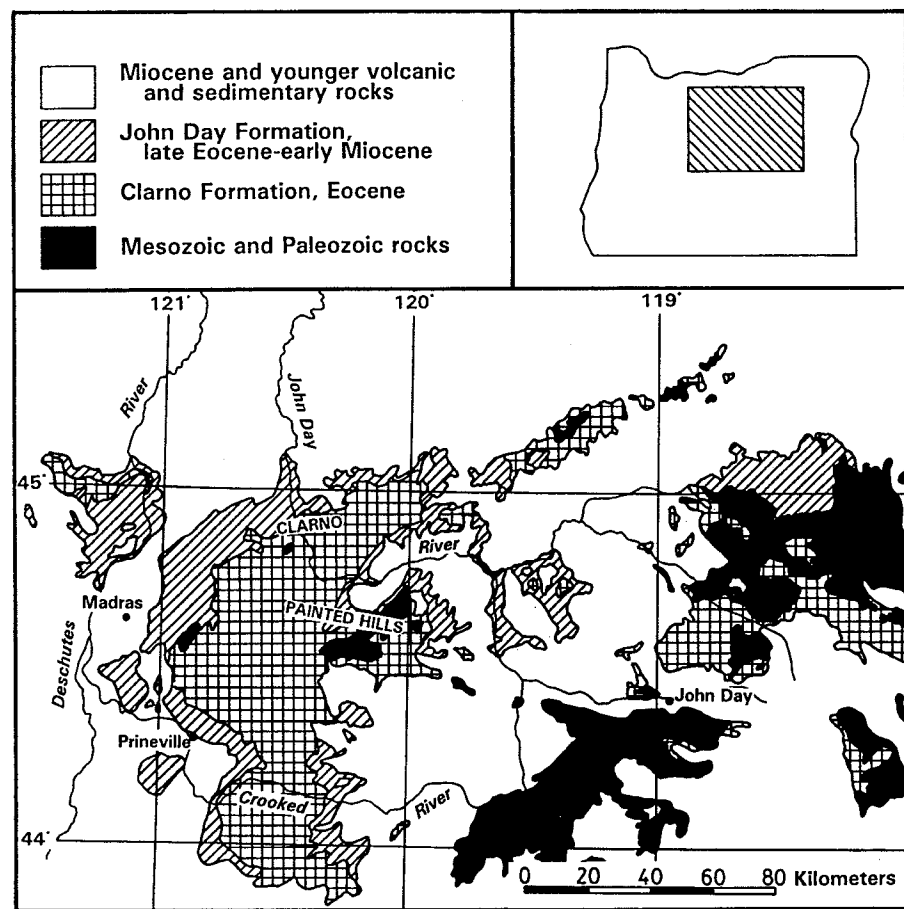 Miocene and younger volcanic
and sedimentary rocks
John Day Formation,
late Eocene-early Miocene
Clarno Formation, Eocene
Mesozoic and Paleozoic rocks
121°
120°
119°
River
John Day
45°
CLARNO
River
Madras
PAINTED HILLS
Deschutes
John Day
Prineville
Crooked
River
44°
0 20 40 60 80 Kilometers